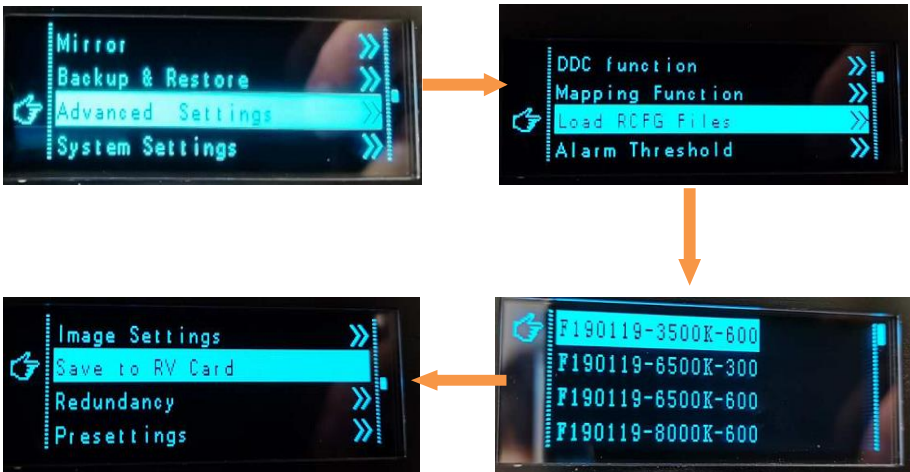 Mirror
Backup & Restore
Advanced Settings
System Settings
DDC function
Mapping Function
Load RCFG Files
Alarm Threshold
F190119-3500K-600
F190119-6500K-300
F190119-6500K-600
F190119-8000K-600
Image Settings
Save to RV Card
Redundancy
Presettings